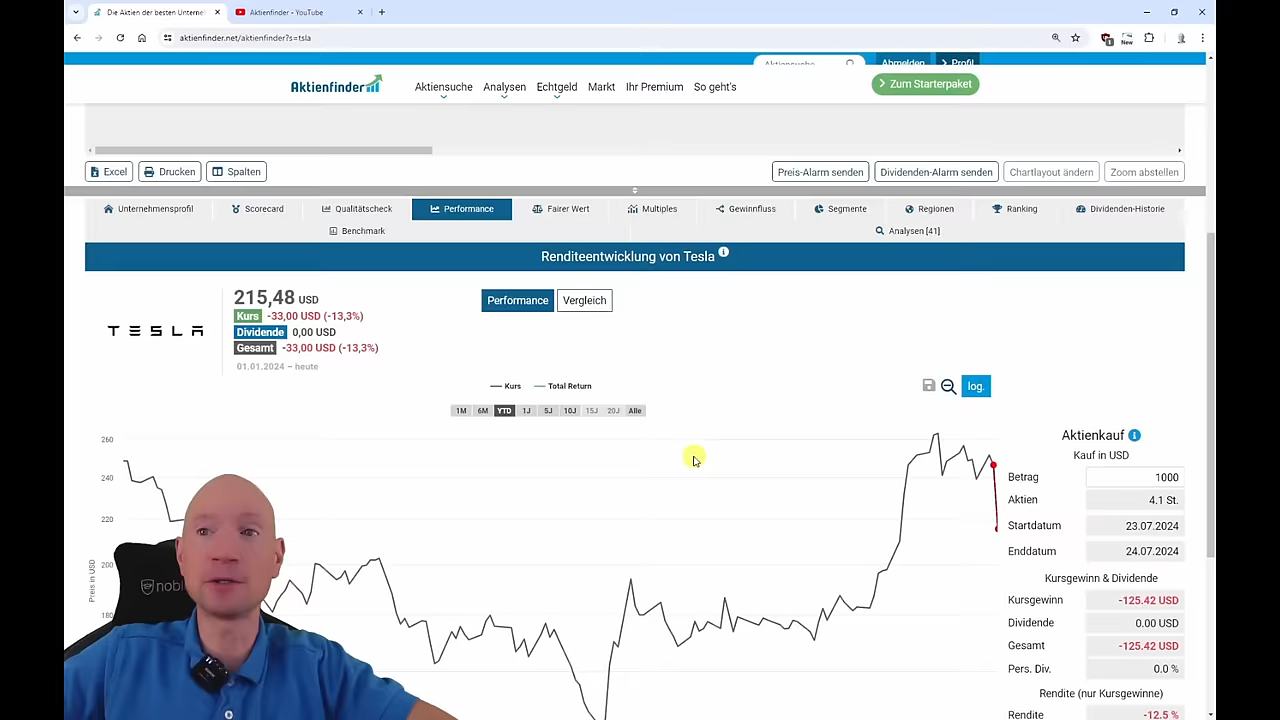 Die Aktien der besten Unterne
Aktienfinder - YouTube
aktienfinder.net/aktienfinder?s=tsla
New
Aktiensuche
Abmelden
Profil
Aktienfinder
Aktiensuche Analysen Echtgeld Markt Ihr Premium So geht's
Zum Starterpaket
Excel Drucken Spalten
Preis-Alarm senden Dividenden-Alarm senden Chartlayout ändern Zoom abstellen
Unternehmensprofil Scorecard Qualitätscheck Performance Fairer Wert Multiples Gewinnfluss Segmente Regionen Ranking Dividenden-Historie
Benchmark Analysen [41]
Renditeentwicklung von Tesla
TESLA
215,48 USD
Kurs -33,00 USD (-13,3%)
Dividende 0,00 USD
Gesamt -33,00 USD (-13,3%)
01.01.2024 – heute
Performance Vergleich
Kurs Total Return
log.
1M 6M YTD 1J 5J 10J 15J 20J Alle
260
240
220
200
180
Preis in USD
Aktienkauf
Kauf in USD
Betrag 1000
Aktien 4.1 St.
Startdatum 23.07.2024
Enddatum 24.07.2024
Kursgewinn & Dividende
Kursgewinn -125.42 USD
Dividende 0.00 USD
Gesamt -125.42 USD
Pers. Div. 0.0 %
Rendite (nur Kursgewinne)
Rendite -12.5 %